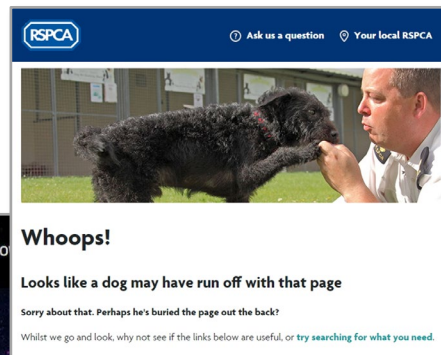 RSPCA
Ask us a question Your local RSPCA
Whoops!
Looks like a dog may have run off with that page
Sorry about that. Perhaps he's buried the page out the back?
Whilst we go and look, why not see if the links below are useful, or try searching for what you need.